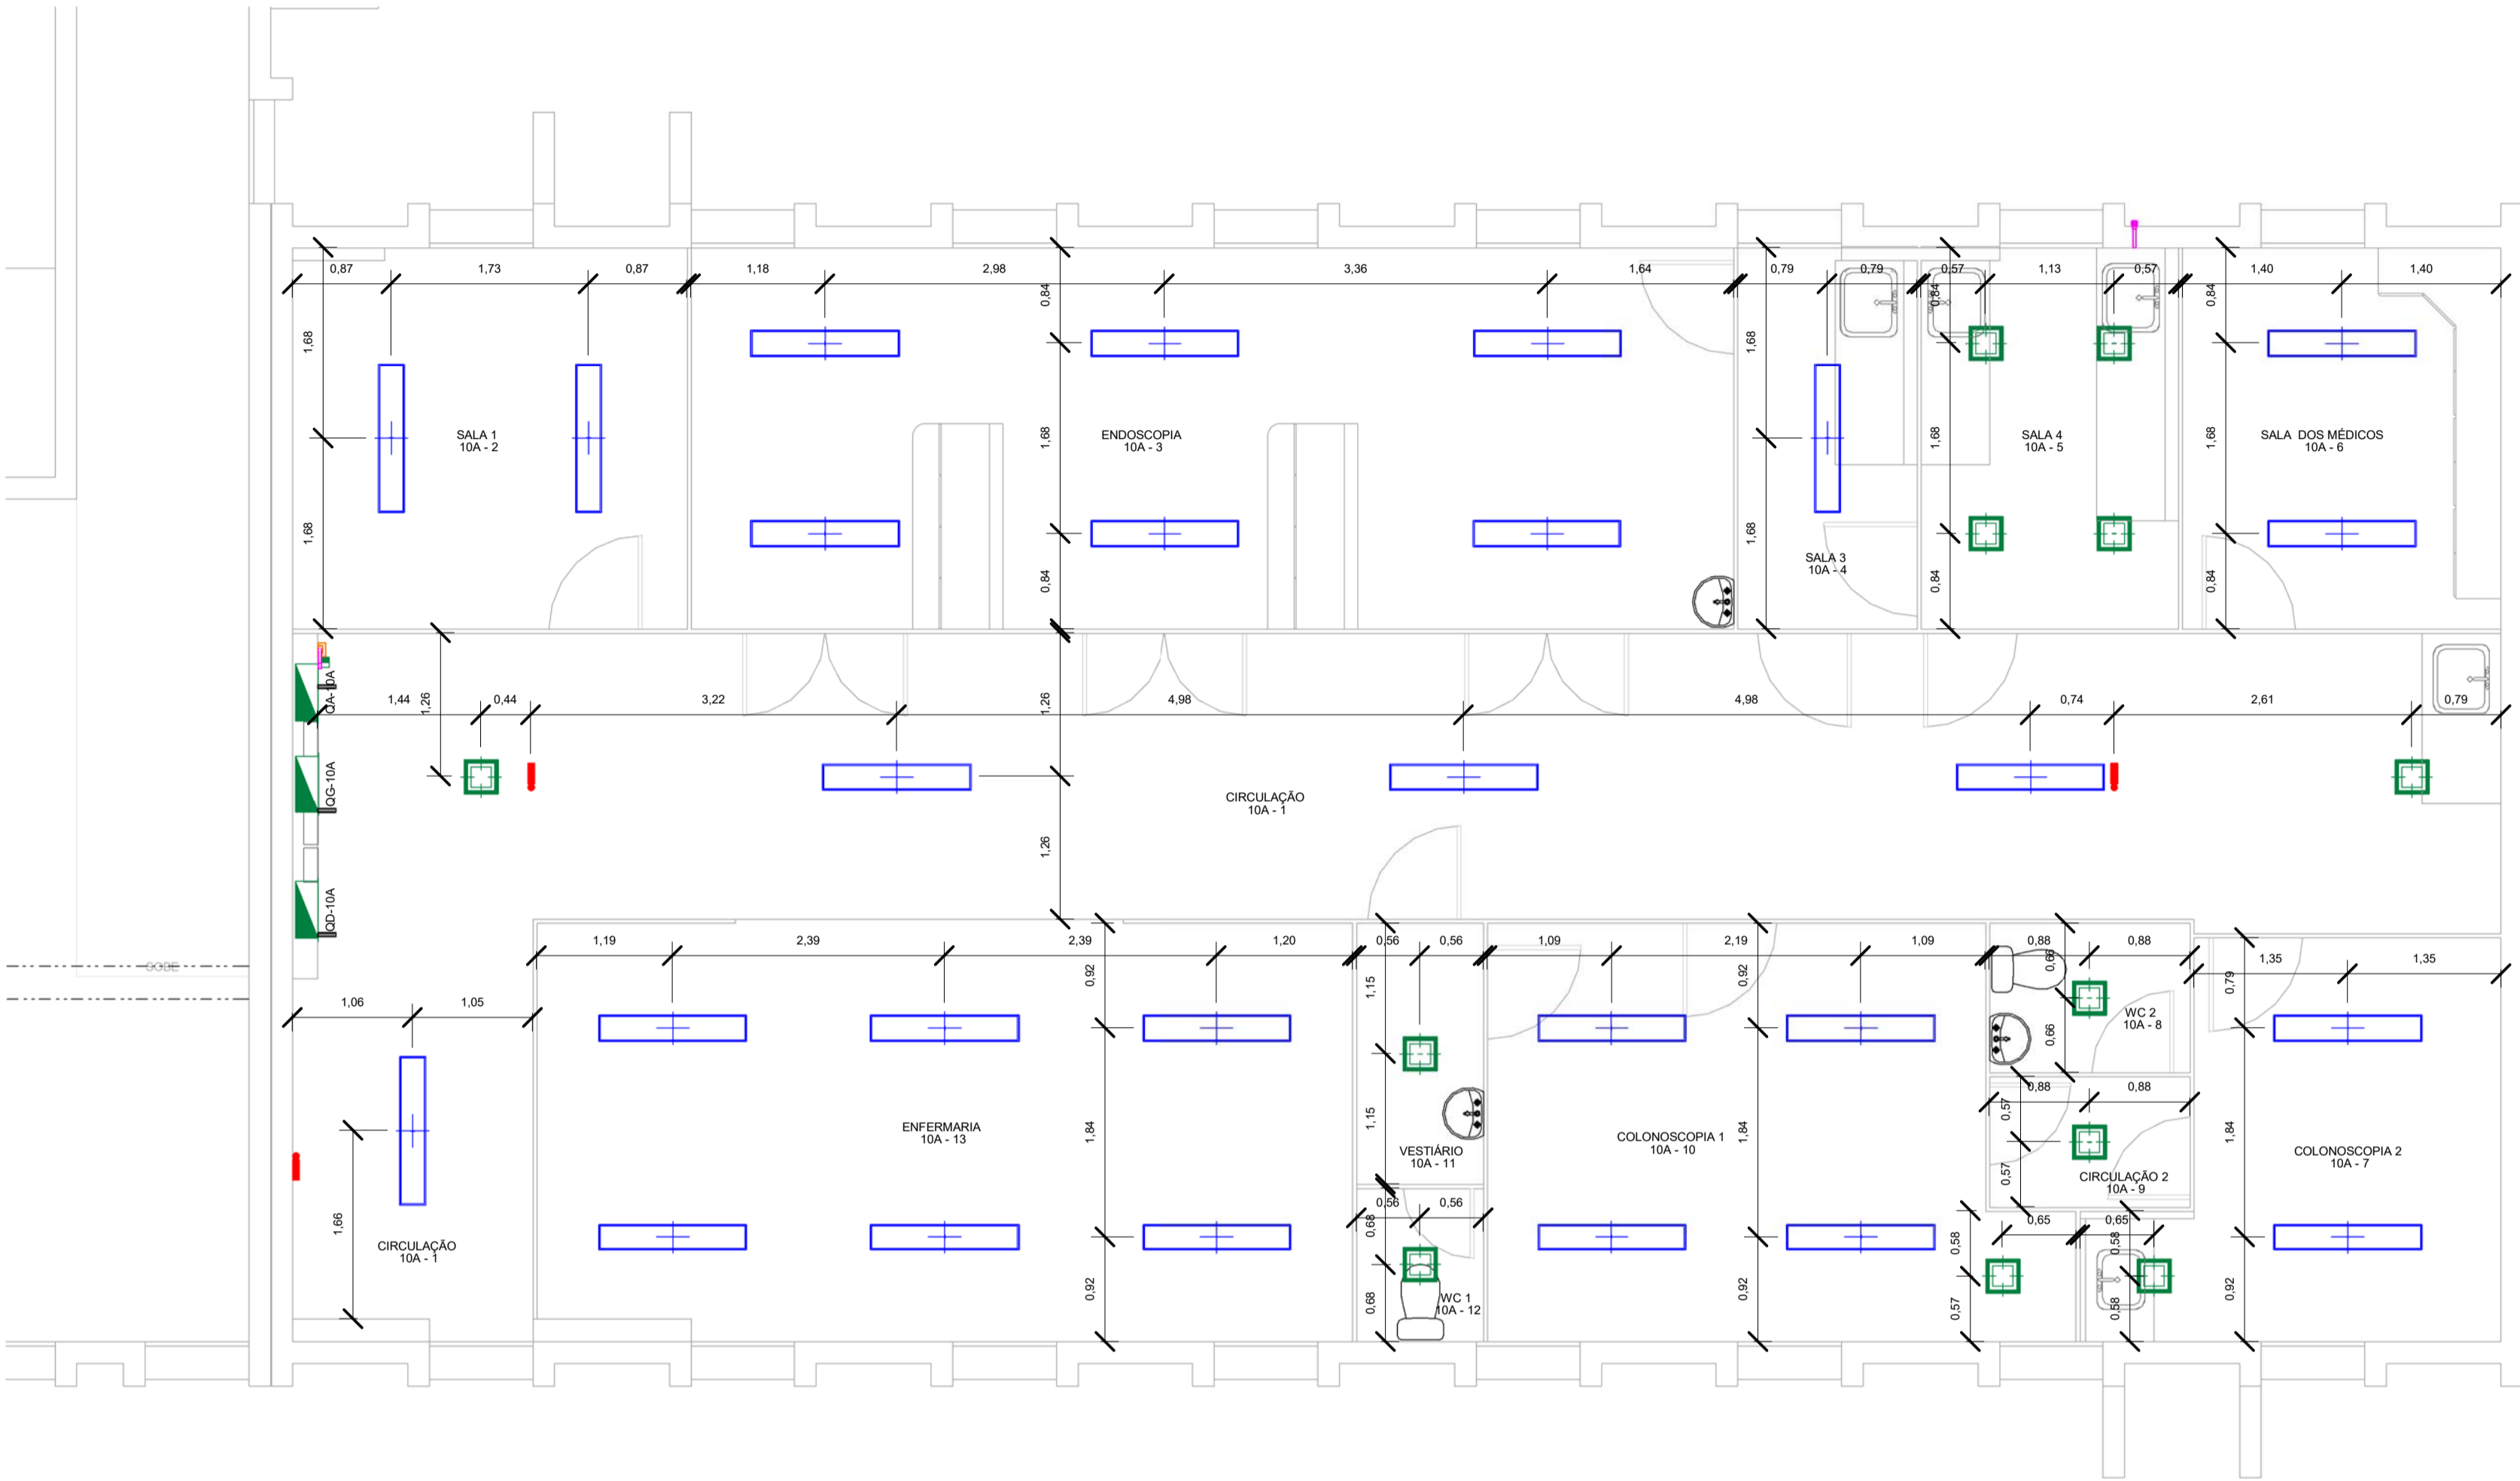 0,87 1,73 0,87 1,18 2,98 3,36 1,64 0,79 0,79 0,57 1,13 0,57 1,40 1,40
0,84
0,84
0,84
1,68
1,68
SALA 1
10A - 2
ENDOSCOPIA
10A - 3
1,68
1,68
SALA 4
10A - 5
SALA DOS MÉDICOS
10A - 6
1,68
1,68
1,68
SALA 3
10A - 4
0,84
0,84
0,84
QA-10A
1,44
1,26
0,44
3,22
1,26
4,98
4,98
0,74
2,61
0,79
QG-10A
CIRCULAÇÃO
10A - 1
1,26
QD-10A
SOBE
1,19 2,39 2,39 1,20 0,56 0,56 1,09 2,19 1,09 0,88 0,88
1,35 1,35
0,92
1,15
0,92
0,66
0,79
1,06 1,05
WC 2
10A - 8
0,66
0,88 0,88
0,57
ENFERMARIA
10A - 13
1,84
1,15
COLONOSCOPIA 1
10A - 10
1,84
1,84
COLONOSCOPIA 2
10A - 7
VESTIÁRIO
10A - 11
0,57
CIRCULAÇÃO 2
10A - 9
0,56 0,56
0,68
0,65 0,65
1,66
CIRCULAÇÃO
10A - 1
0,58
0,58
0,92
0,68
WC 1
10A - 12
0,92
0,57
0,58
0,92